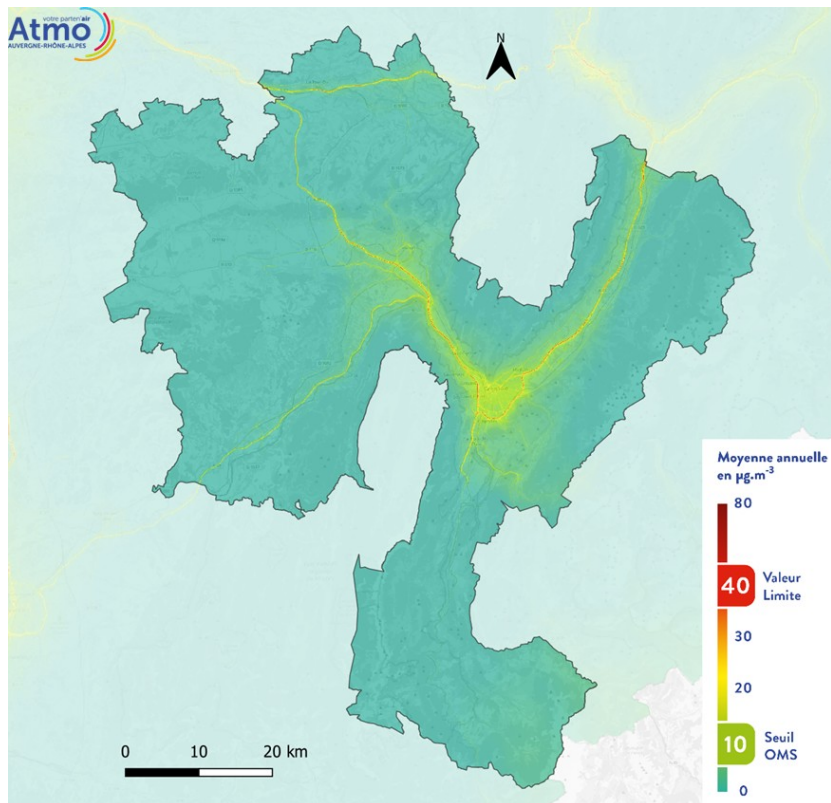 votre parten'air
Atmo
AUVERGNE-RHÔNE-ALPES
N
Moyenne annuelle
en µg.m⁻³
80
40 Valeur
Limite
30
20
10 Seuil
OMS
0
0 10 20 km